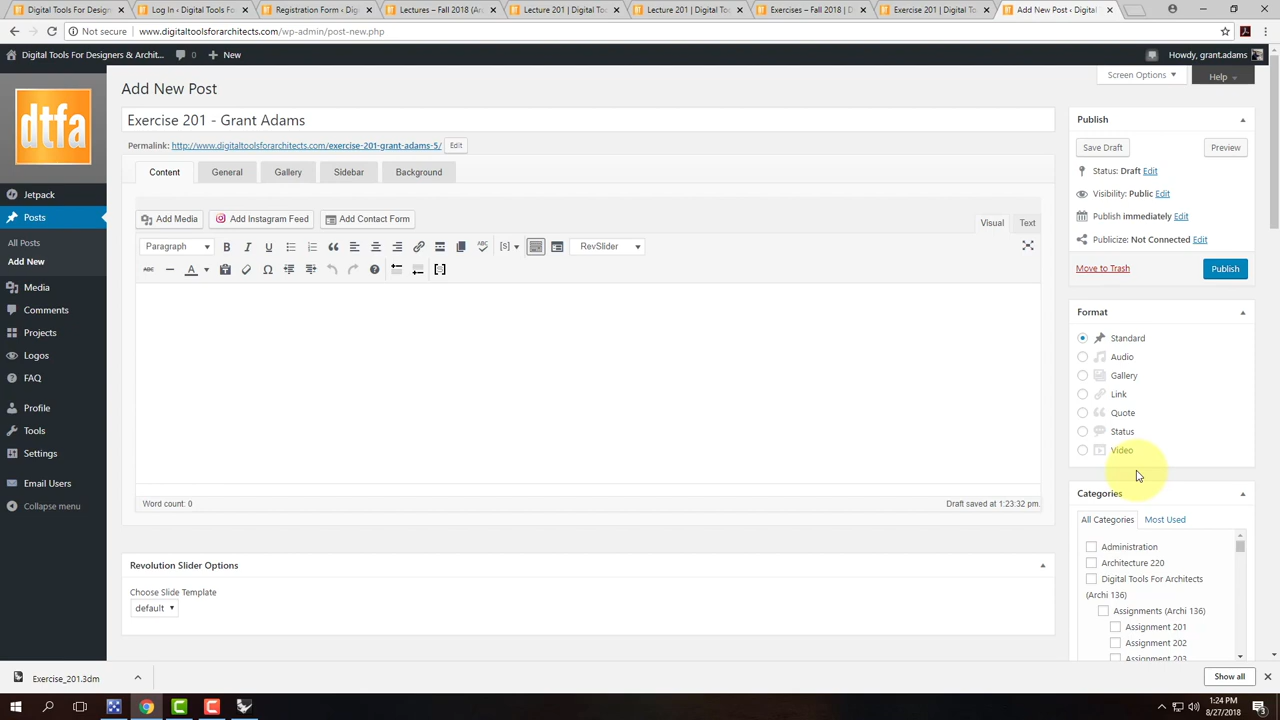 Digital Tools For Design
Log In ‹ Digital Tools Fo
Registration Form ‹ Digi
Lectures – Fall 2018 (Ar
Lecture 201 | Digital To
Lecture 201 | Digital To
Exercises – Fall 2018 | D
Exercise 201 | Digital To
Add New Post ‹ Digital
Not secure
www.digitaltoolsforarchitects.com/wp-admin/post-new.php
Digital Tools For Designers & Archit...
0
New
Howdy, grant.adams
Add New Post
Screen Options
Help
dtfa
Exercise 201 - Grant Adams
Permalink: http://www.digitaltoolsforarchitects.com/exercise-201-grant-adams-5/ Edit
Content
General
Gallery
Sidebar
Background
Add Media
Add Instagram Feed
Add Contact Form
Visual
Text
Paragraph
RevSlider
Word count: 0
Draft saved at 1:23:32 pm.
Revolution Slider Options
Choose Slide Template
default
Jetpack
Posts
All Posts
Add New
Media
Comments
Projects
Logos
FAQ
Profile
Tools
Settings
Email Users
Collapse menu
Publish
Save Draft
Preview
Status: Draft Edit
Visibility: Public Edit
Publish immediately Edit
Publicize: Not Connected Edit
Move to Trash
Publish
Format
Standard
Audio
Gallery
Link
Quote
Status
Video
Categories
All Categories
Most Used
Administration
Architecture 220
Digital Tools For Architects
(Archi 136)
Assignments (Archi 136)
Assignment 201
Assignment 202
Assignment 203
Exercise_201.3dm
Show all
1:24 PM
8/27/2018